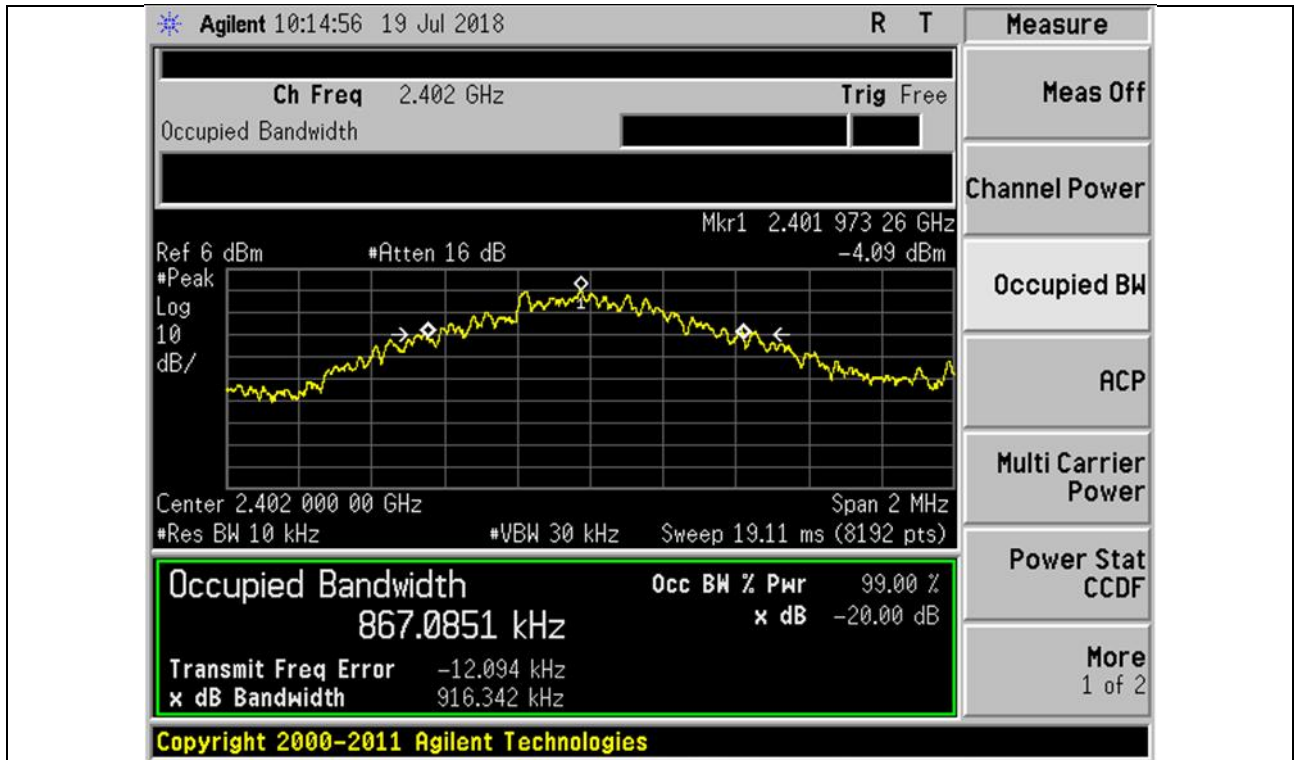 Agilent 10:14:56 19 Jul 2018 R T
Measure
Ch Freq 2.402 GHz Trig Free
Occupied Bandwidth
Meas Off
Channel Power
Occupied BW
ACP
Multi Carrier
Power
Power Stat
CCDF
More
1 of 2
Mkr1 2.401 973 26 GHz
Ref 6 dBm #Atten 16 dB -4.09 dBm
#Peak
Log
10
dB/
1
Center 2.402 000 00 GHz Span 2 MHz
#Res BW 10 kHz #VBW 30 kHz Sweep 19.11 ms (8192 pts)
Occupied Bandwidth Occ BW % Pwr 99.00 %
867.0851 kHz x dB -20.00 dB
Transmit Freq Error -12.094 kHz
x dB Bandwidth 916.342 kHz
Copyright 2000-2011 Agilent Technologies